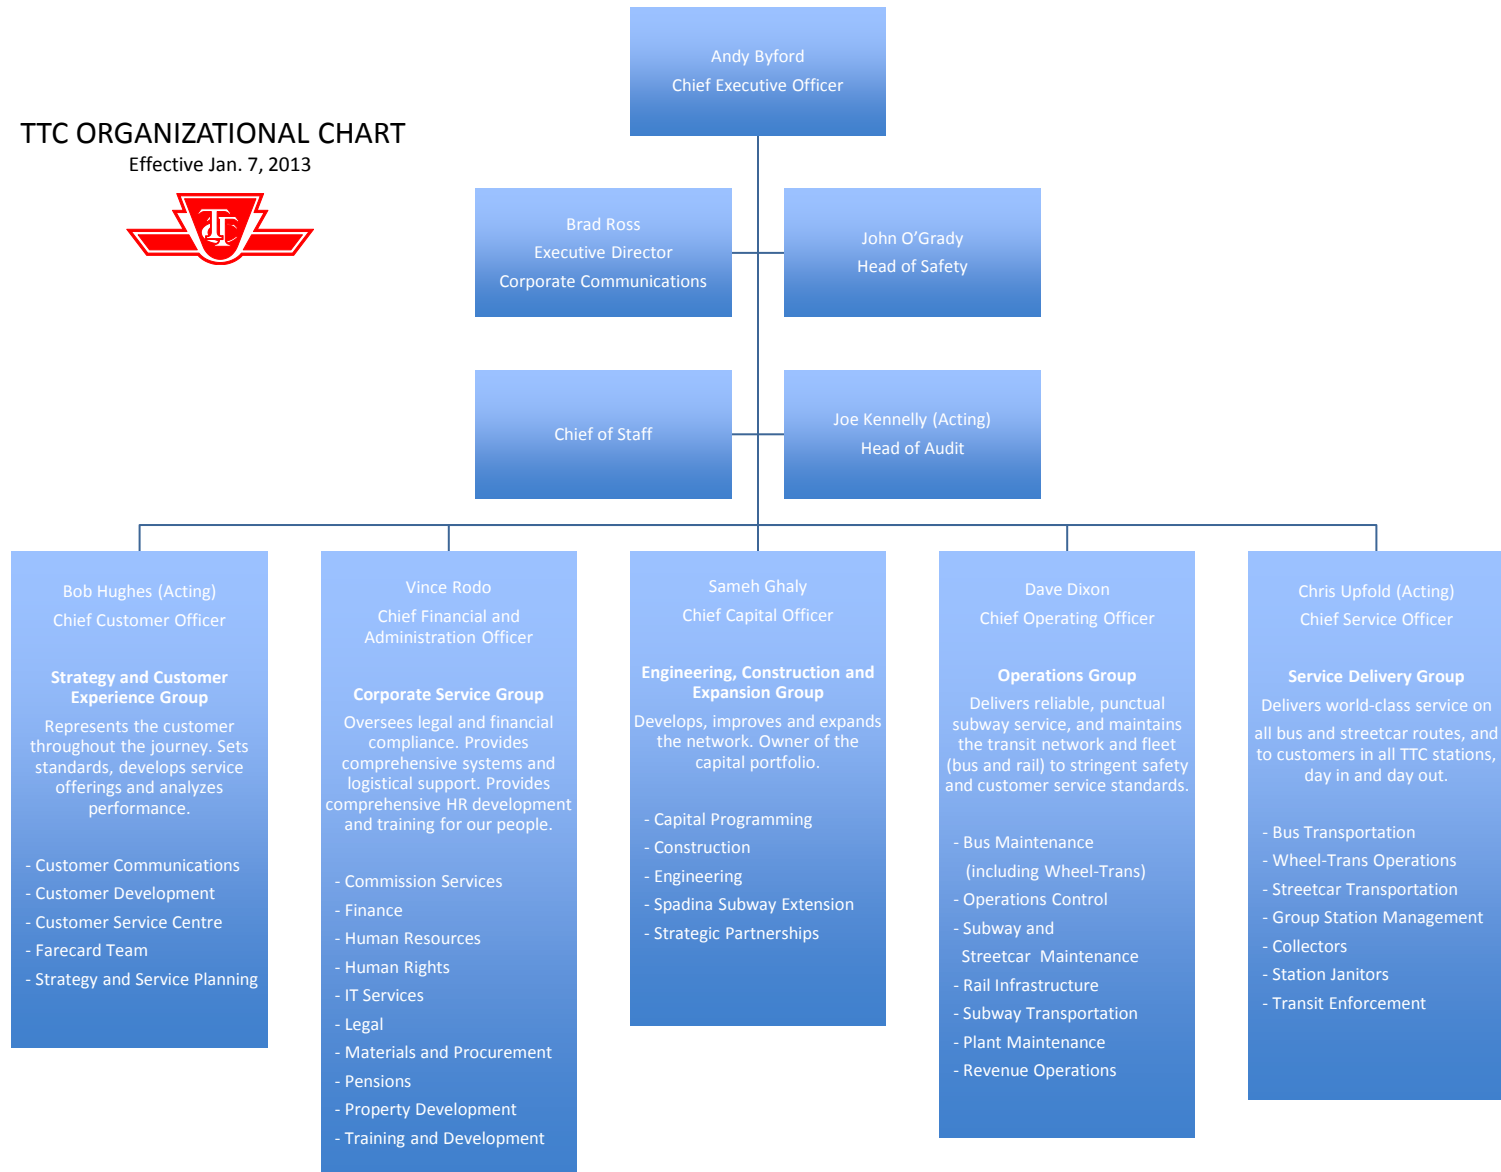 Andy Byford
Chief Executive Officer
TTC ORGANIZATIONAL CHART
Effective Jan. 7, 2013
TTC
Brad Ross
Executive Director
Corporate Communications
John O’Grady
Head of Safety
Chief of Staff
Joe Kennelly (Acting)
Head of Audit
Bob Hughes (Acting)
Chief Customer Officer
Strategy and Customer
Experience Group
Represents the customer
throughout the journey. Sets
standards, develops service
offerings and analyzes
performance.
- Customer Communications
- Customer Development
- Customer Service Centre
- Farecard Team
- Strategy and Service Planning
Vince Rodo
Chief Financial and
Administration Officer
Corporate Service Group
Oversees legal and financial
compliance. Provides
comprehensive systems and
logistical support. Provides
comprehensive HR development
and training for our people.
- Commission Services
- Finance
- Human Resources
- Human Rights
- IT Services
- Legal
- Materials and Procurement
- Pensions
- Property Development
- Training and Development
Sameh Ghaly
Chief Capital Officer
Engineering, Construction and
Expansion Group
Develops, improves and expands
the network. Owner of the
capital portfolio.
- Capital Programming
- Construction
- Engineering
- Spadina Subway Extension
- Strategic Partnerships
Dave Dixon
Chief Operating Officer
Operations Group
Delivers reliable, punctual
subway service, and maintains
the transit network and fleet
(bus and rail) to stringent safety
and customer service standards.
- Bus Maintenance
(including Wheel-Trans)
- Operations Control
- Subway and
Streetcar Maintenance
- Rail Infrastructure
- Subway Transportation
- Plant Maintenance
- Revenue Operations
Chris Upfold (Acting)
Chief Service Officer
Service Delivery Group
Delivers world-class service on
all bus and streetcar routes, and
to customers in all TTC stations,
day in and day out.
- Bus Transportation
- Wheel-Trans Operations
- Streetcar Transportation
- Group Station Management
- Collectors
- Station Janitors
- Transit Enforcement